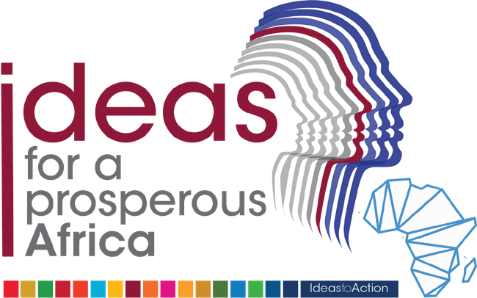 ideas
for a
prosperous
Africa
IdeastoAction